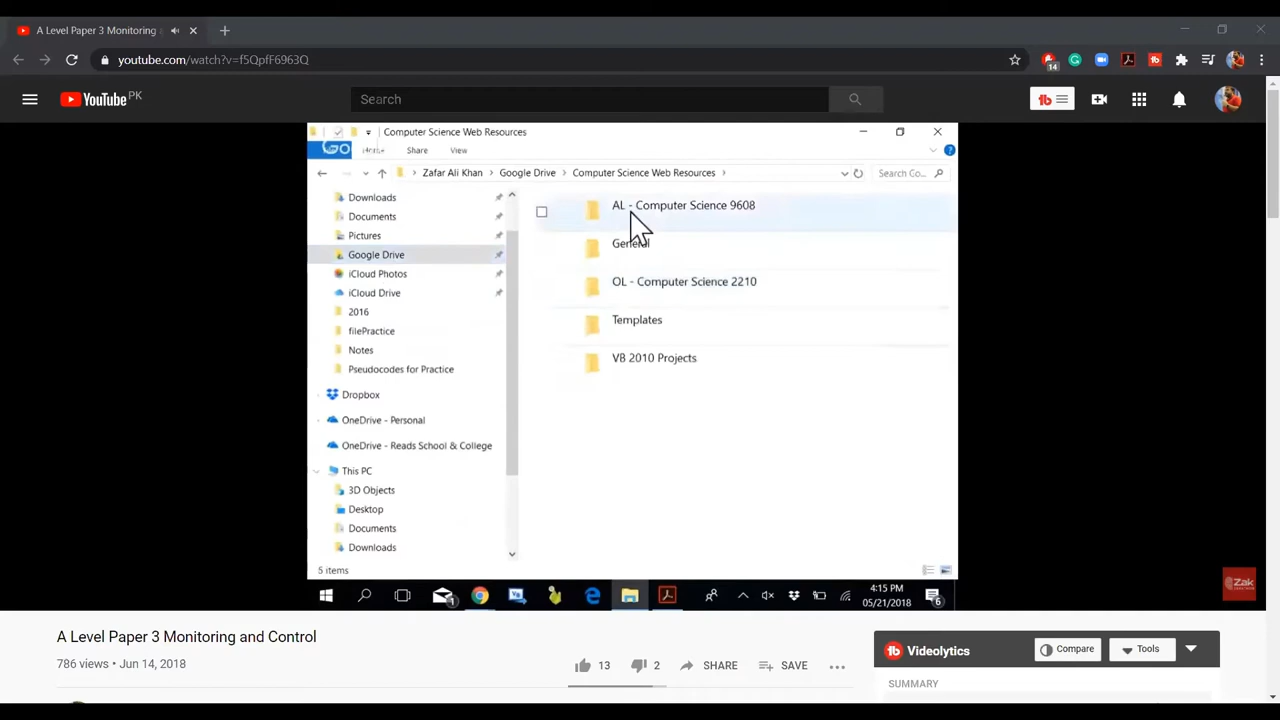 A Level Paper 3 Monitoring
youtube.com/watch?v=f5QpfF6963Q
14
YouTube PK
Search
Computer Science Web Resources
Home Share View
Zafar Ali Khan > Google Drive > Computer Science Web Resources >
Search Co...
Downloads
Documents
Pictures
Google Drive
iCloud Photos
iCloud Drive
2016
filePractice
Notes
Pseudocodes for Practice
Dropbox
OneDrive - Personal
OneDrive - Reads School & College
This PC
3D Objects
Desktop
Documents
Downloads
AL - Computer Science 9608
General
OL - Computer Science 2210
Templates
VB 2010 Projects
5 items
4:15 PM
05/21/2018
6
1
Zak
A Level Paper 3 Monitoring and Control
786 views • Jun 14, 2018
13
2
SHARE
SAVE
Videolytics
Compare
Tools
SUMMARY